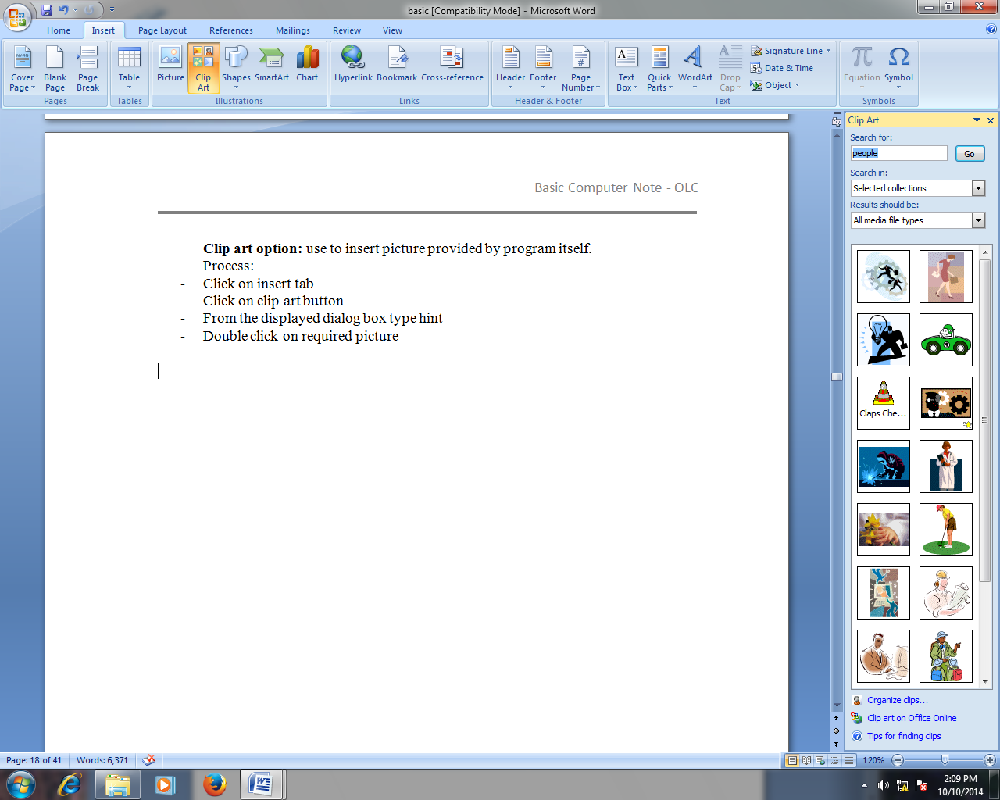 basic [Compatibility Mode] - Microsoft Word
Home Insert Page Layout References Mailings Review View
Cover Page
Blank Page
Page Break
Table
Picture
Clip Art
Shapes
SmartArt
Chart
Hyperlink
Bookmark
Cross-reference
Header
Footer
Page Number
Text Box
Quick Parts
WordArt
Drop Cap
Signature Line
Date & Time
Object
Equation
Symbol
Pages Tables Illustrations Links Header & Footer Text Symbols
Basic Computer Note - OLC
Clip art option: use to insert picture provided by program itself.
Process:
- Click on insert tab
- Click on clip art button
- From the displayed dialog box type hint
- Double click on required picture
Clip Art
Search for:
people
Go
Search in:
Selected collections
Results should be:
All media file types
Claps Che...
Organize clips...
Clip art on Office Online
Tips for finding clips
Page: 18 of 41 Words: 6,371 120%
2:09 PM
10/10/2014